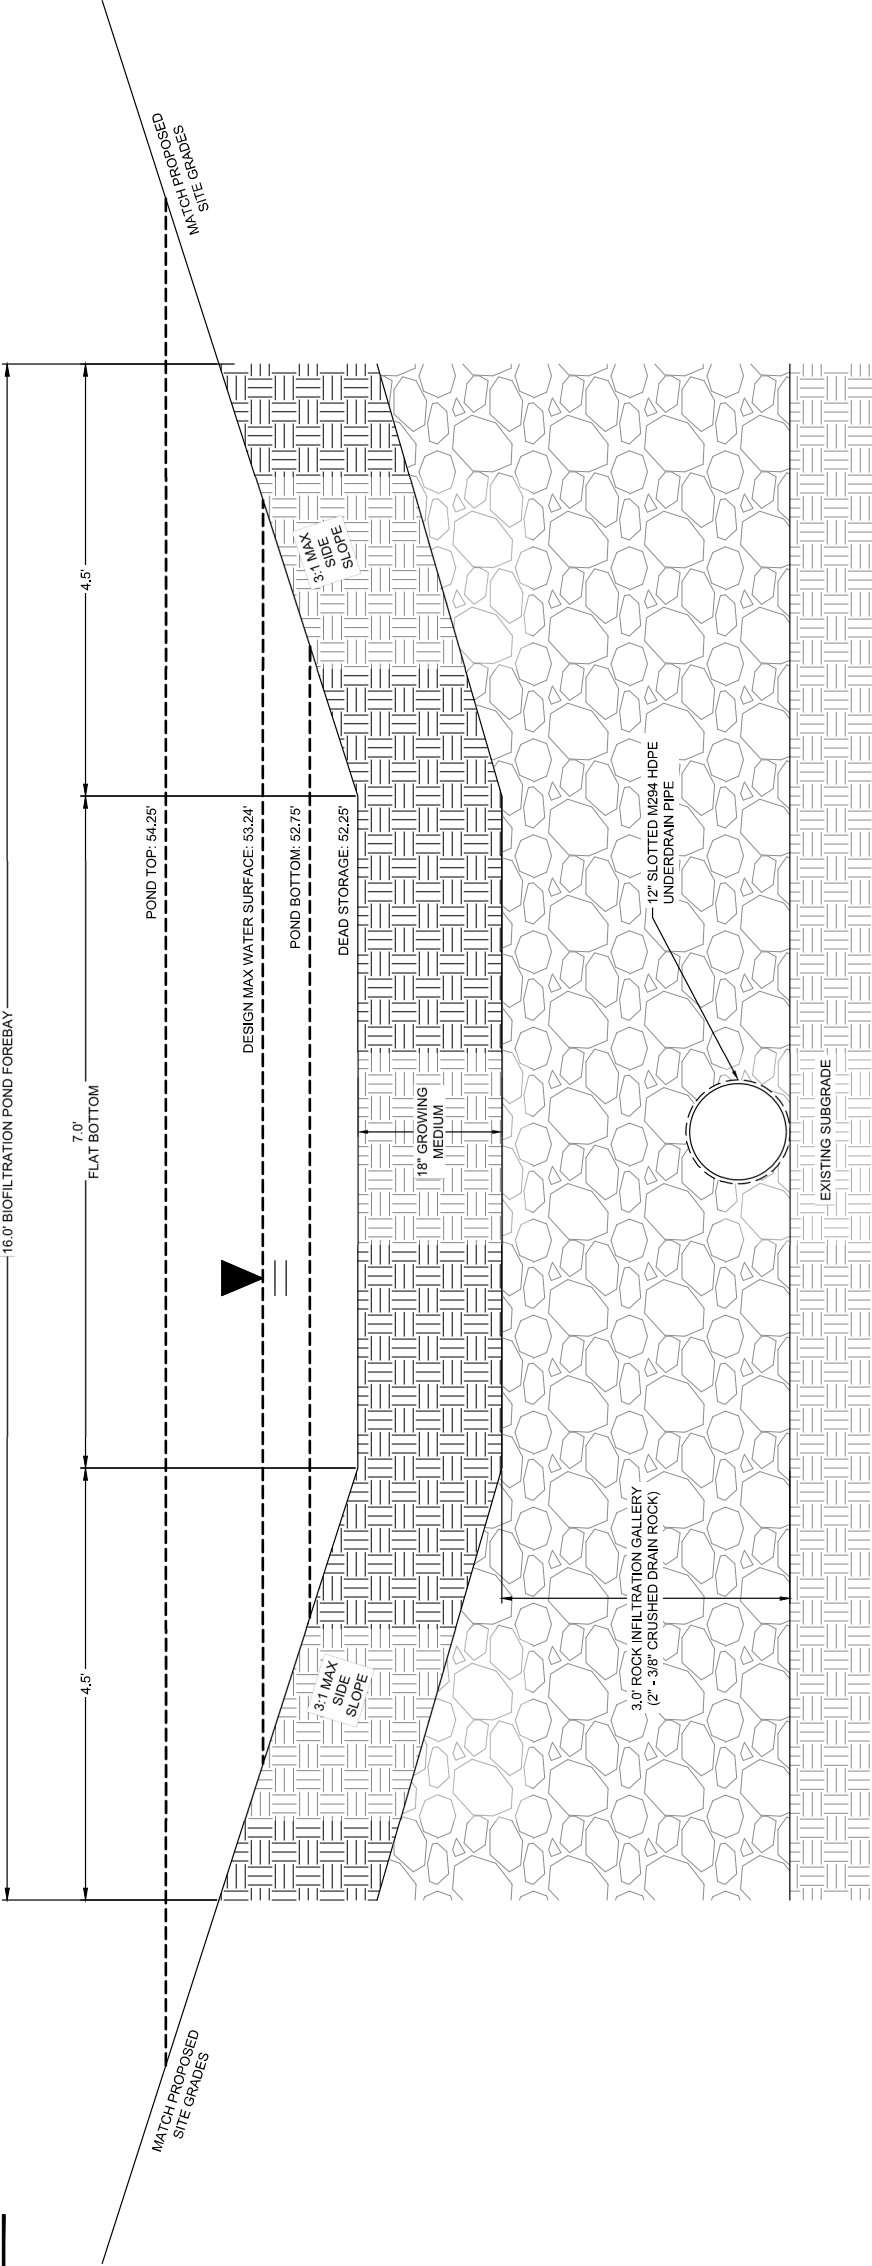 16.0' BIOFILTRATION POND FOREBAY
4.5'
7.0'
FLAT BOTTOM
4.5'
MATCH PROPOSED
SITE GRADES
MATCH PROPOSED
SITE GRADES
POND TOP: 54.25'
DESIGN MAX WATER SURFACE: 53.24'
POND BOTTOM: 52.75'
DEAD STORAGE: 52.25'
3:1 MAX
SIDE
SLOPE
3:1 MAX
SIDE
SLOPE
18" GROWING
MEDIUM
3.0' ROCK INFILTRATION GALLERY
(2" - 3/8" CRUSHED DRAIN ROCK)
12" SLOTTED M294 HDPE
UNDERDRAIN PIPE
EXISTING SUBGRADE